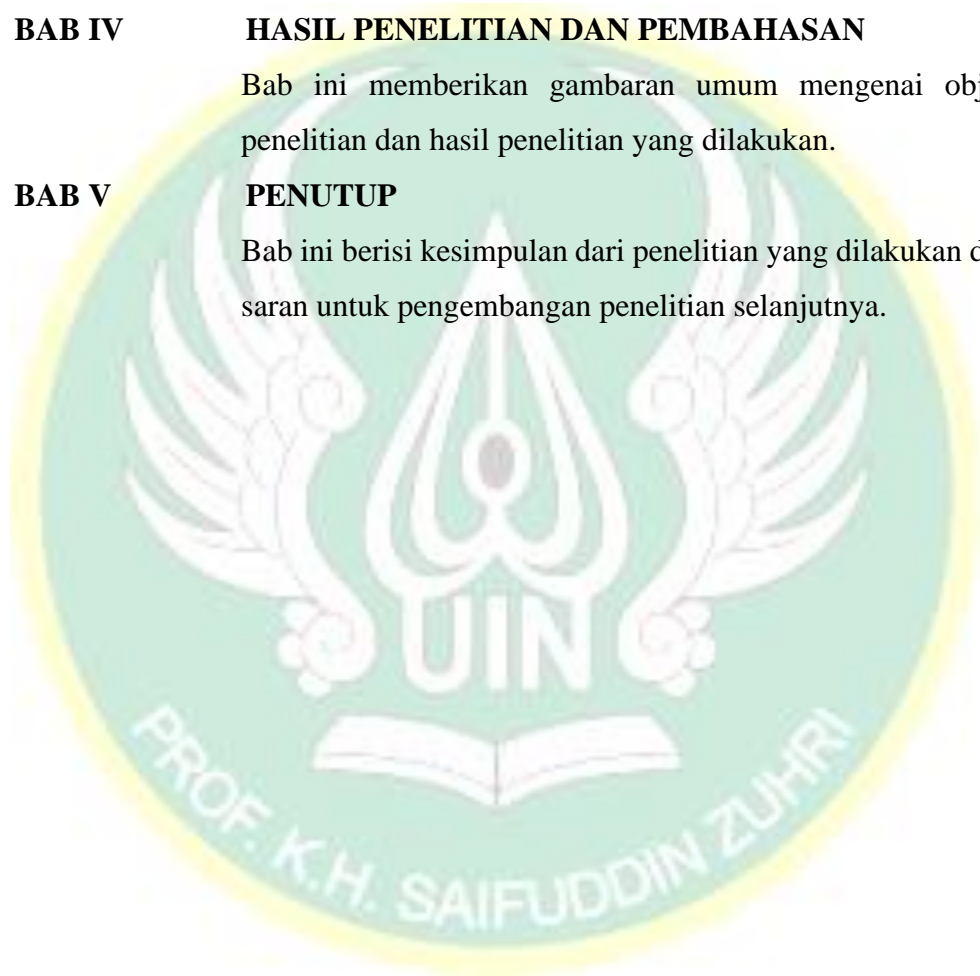 BAB IV HASIL PENELITIAN DAN PEMBAHASAN
Bab ini memberikan gambaran umum mengenai
penelitian dan hasil penelitian yang dilakukan.
BAB V PENUTUP
Bab ini berisi kesimpulan dari penelitian yang dilakukan
saran untuk pengembangan penelitian selanjutnya.
UIN
PROF. K.H. SAIFUDDIN ZUHRI